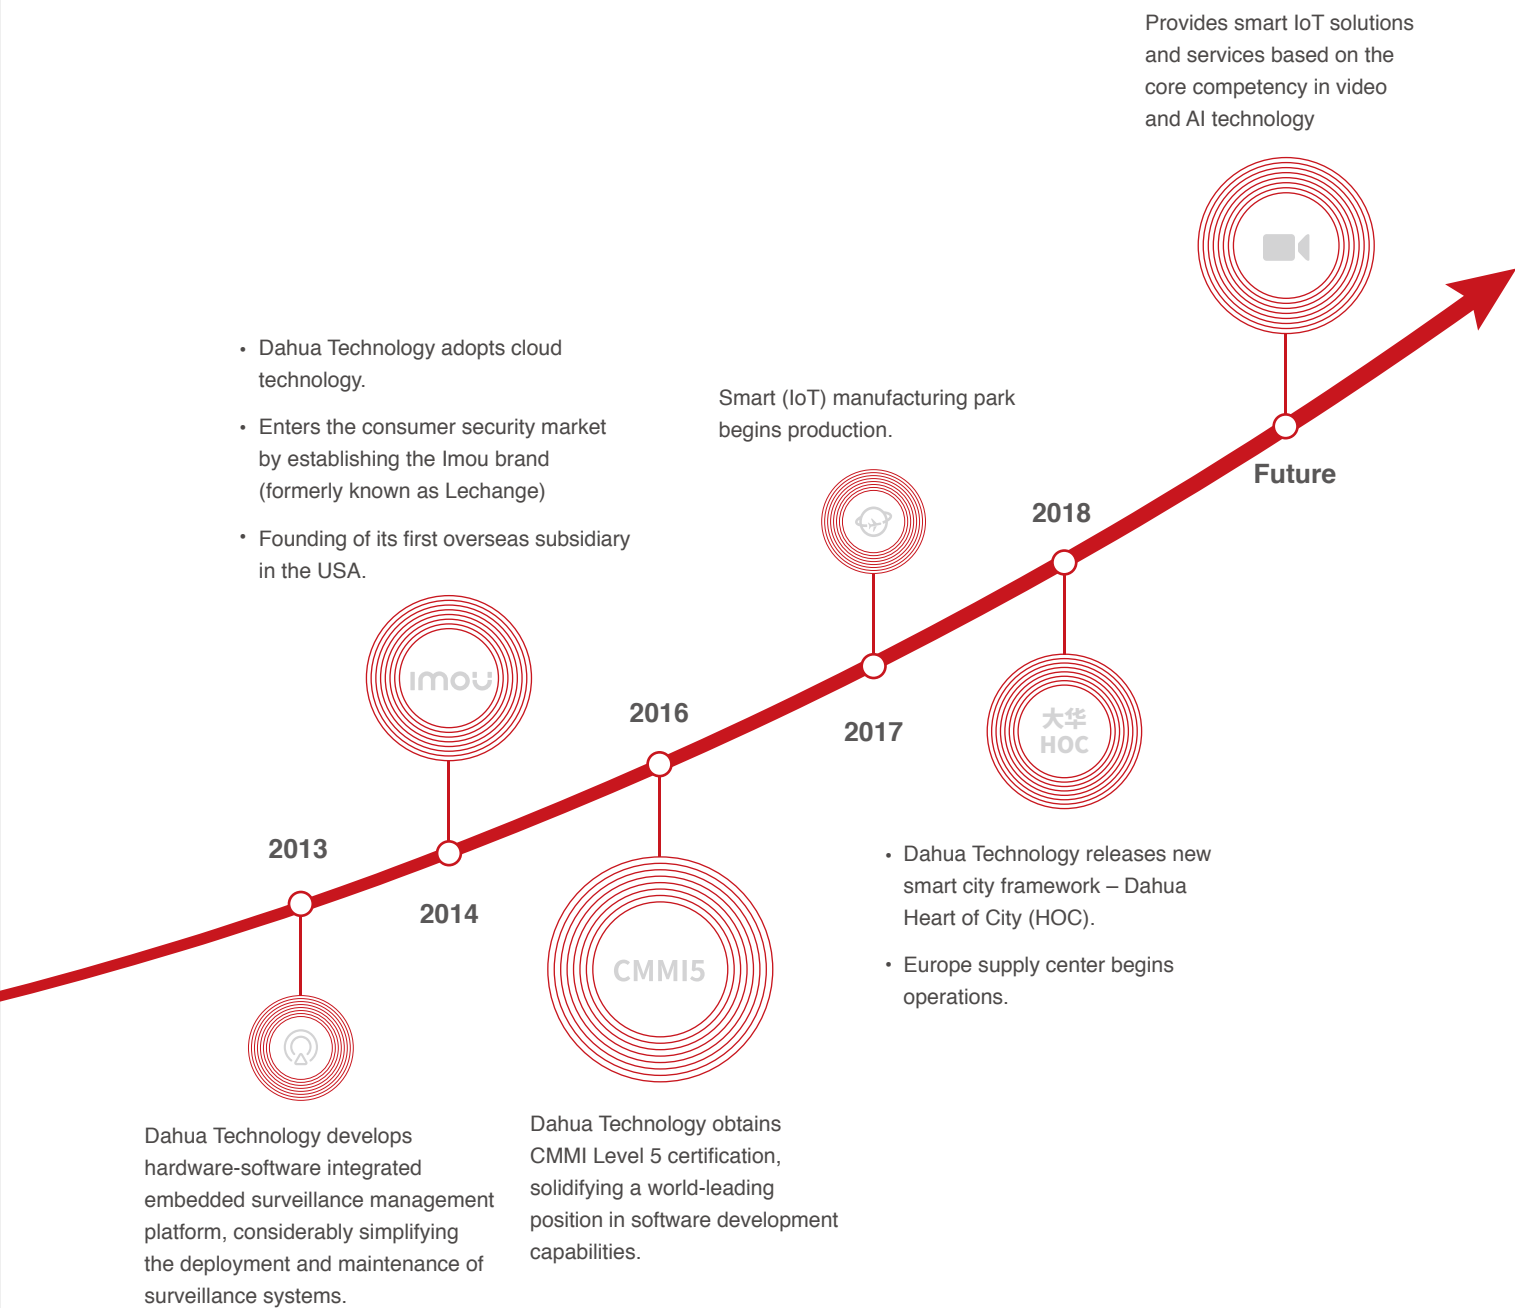 Provides smart IoT solutions
and services based on the
core competency in video
and AI technology
Future
• Dahua Technology adopts cloud
technology.
• Enters the consumer security market
by establishing the Imou brand
(formerly known as Lechange)
• Founding of its first overseas subsidiary
in the USA.
imou
2014
Smart (IoT) manufacturing park
begins production.
2017
2018
大华
HOC
• Dahua Technology releases new
smart city framework – Dahua
Heart of City (HOC).
• Europe supply center begins
operations.
2016
CMMI5
Dahua Technology obtains
CMMI Level 5 certification,
solidifying a world-leading
position in software development
capabilities.
2013
Dahua Technology develops
hardware-software integrated
embedded surveillance management
platform, considerably simplifying
the deployment and maintenance of
surveillance systems.